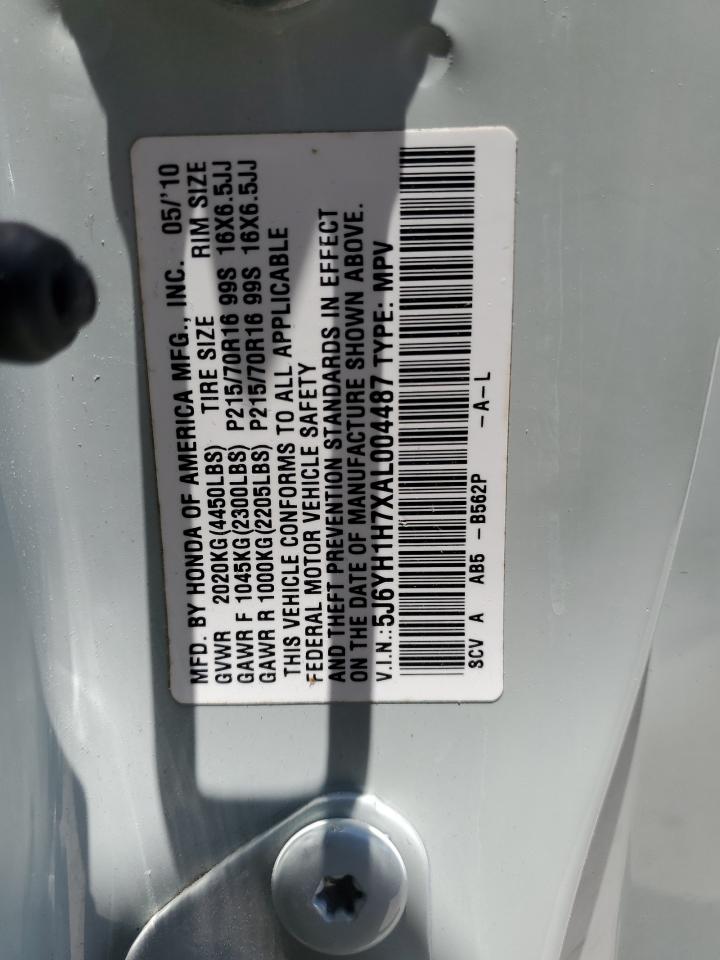 MFD. BY HONDA OF AMERICA MFG., INC. 05/'10
GVWR 2020KG(4450LBS) TIRE SIZE RIM SIZE
GAWR F 1045KG(2300LBS) P215/70R16 99S 16X6.5JJ
GAWR R 1000KG(2205LBS) P215/70R16 99S 16X6.5JJ
THIS VEHICLE CONFORMS TO ALL APPLICABLE
FEDERAL MOTOR VEHICLE SAFETY
AND THEFT PREVENTION STANDARDS IN EFFECT
ON THE DATE OF MANUFACTURE SHOWN ABOVE.
V.I.N.:5J6YH1H7XAL004487 TYPE: MPV
SCV A AB5 -B562P -A-L